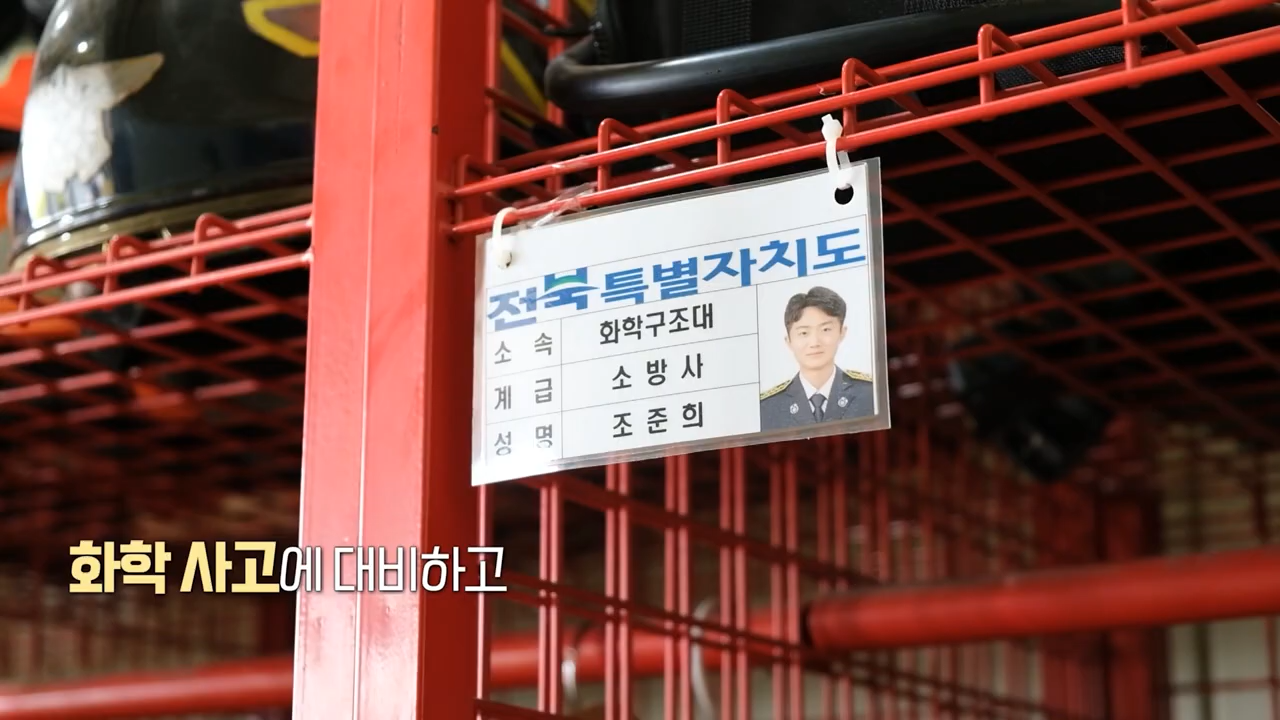 전북특별자치도
소 속 화학구조대
계 급 소 방 사
성 명 조 준 희
화학 사고에 대비하고